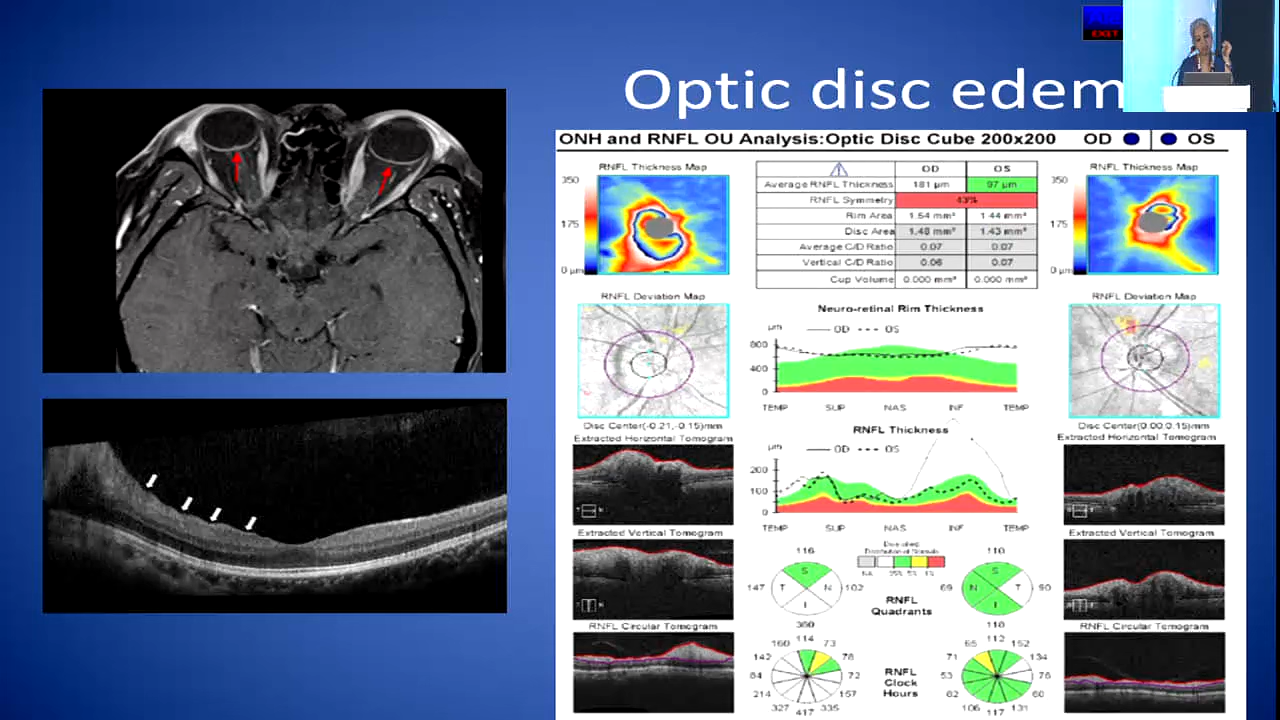 EXIT
Optic disc edem
ONH and RNFL OU Analysis:Optic Disc Cube 200x200 OD OS
RNFL Thickness Map
350
175
0 µm
OD OS
Average RNFL Thickness 181 µm 97 µm
RNFL Symmetry 43%
Rim Area 1.54 mm² 1.44 mm²
Disc Area 1.48 mm² 1.43 mm²
Average C/D Ratio 0.07 0.07
Vertical C/D Ratio 0.06 0.07
Cup Volume 0.000 mm³ 0.000 mm³
RNFL Thickness Map
350
175
0 µm
RNFL Deviation Map
Disc Center(-0.21,-0.15)mm
Neuro-retinal Rim Thickness
µm OD OS
800
400
0
TEMP SUP NAS INF TEMP
RNFL Deviation Map
Disc Center(0.00,0.15)mm
Extracted Horizontal Tomogram
RNFL Thickness
µm OD OS
200
100
0
TEMP SUP NAS INF TEMP
Extracted Horizontal Tomogram
Extracted Vertical Tomogram
Extracted Vertical Tomogram
116
S
147 T N 102
I
360
Distribution of Normals
NA 95% 5% 1%
RNFL
Quadrants
110
S
69 N T 90
I
118
RNFL Circular Tomogram
RNFL Circular Tomogram
160 114 73
142 78
84 72
214 157
327 417 335
RNFL
Clock
Hours
65 112 152
71 134
53 76
82 60
106 117 131